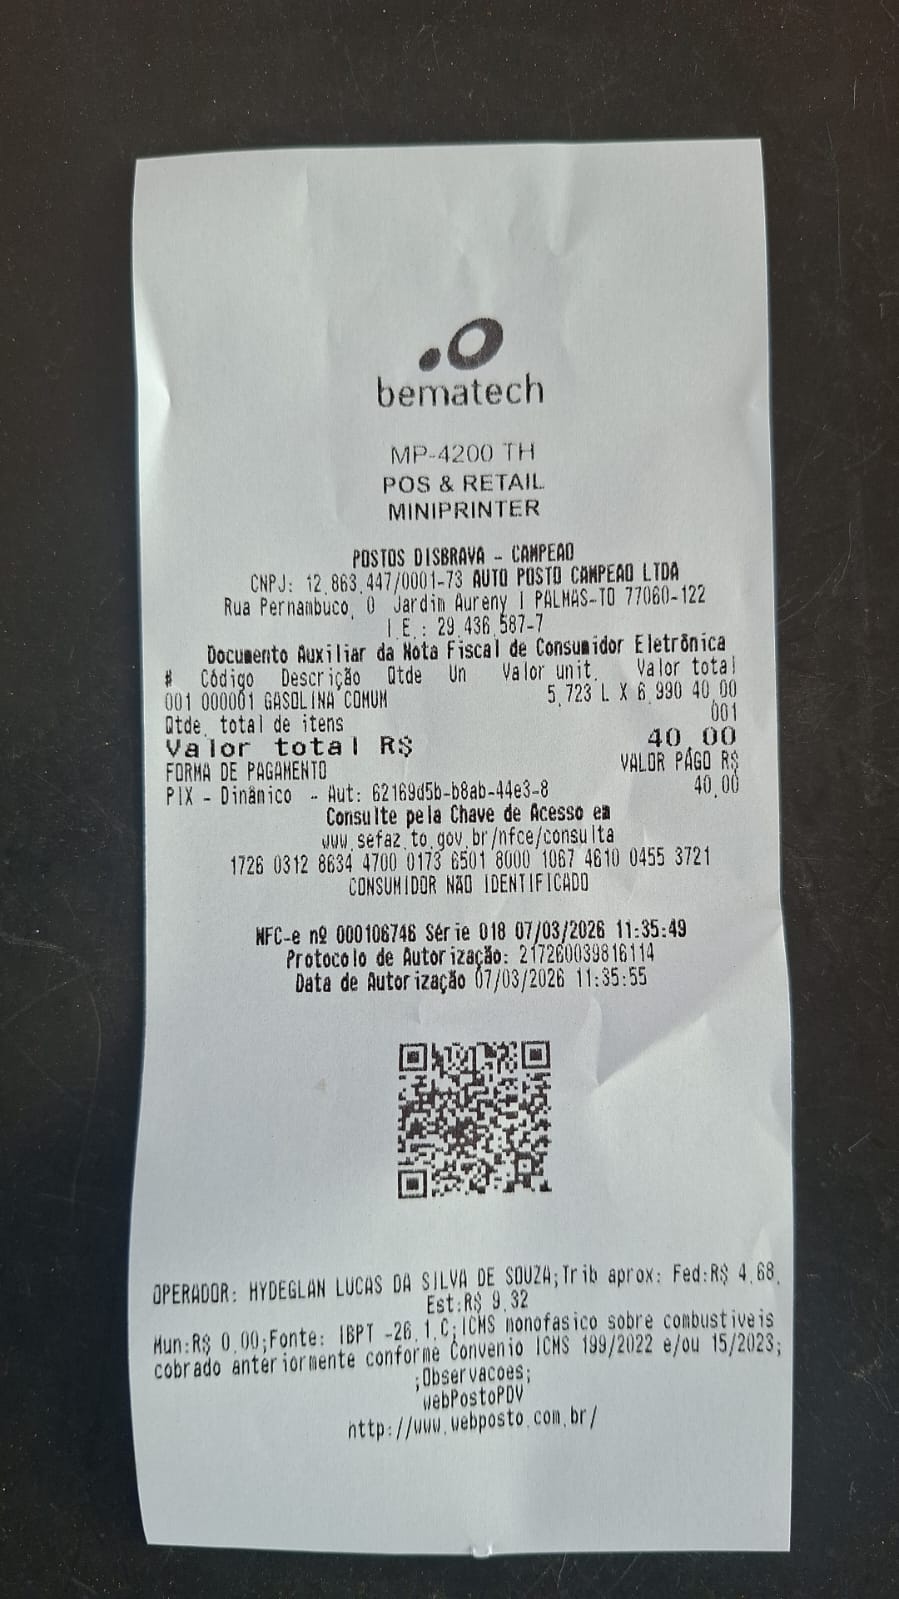 bematech
MP-4200 TH
POS & RETAIL
MINIPRINTER
POSTOS DISBRAVA - CAMPEAO
CNPJ: 12.863.447/0001-73 AUTO POSTO CAMPEAO LTDA
Rua Pernambuco, 0 Jardim Aureny I PALMAS-TO 77060-122
I.E.: 29.436.587-7
Documento Auxiliar da Nota Fiscal de Consumidor Eletrônica
# Código Descrição Qtde Un Valor unit. Valor total
001 000001 GASOLINA COMUM 5,723 L X 6,990 40,00
Qtde. total de itens 001
Valor total R$ 40,00
FORMA DE PAGAMENTO VALOR PAGO R$
PIX - Dinâmico - Aut: 62169d5b-b8ab-44e3-8 40,00
Consulte pela Chave de Acesso em
www.sefaz.to.gov.br/nfce/consulta
1726 0312 8634 4700 0173 6501 8000 1067 4610 0455 3721
CONSUMIDOR NÃO IDENTIFICADO
NFC-e nº 000106746 Série 018 07/03/2026 11:35:49
Protocolo de Autorização: 217260039816114
Data de Autorização 07/03/2026 11:35:55
OPERADOR: HYDEGLAN LUCAS DA SILVA DE SOUZA;Trib aprox: Fed:R$ 4,68,
Est:R$ 9,32
Mun:R$ 0,00;Fonte: IBPT -26.1.C;ICMS monofasico sobre combustiveis
cobrado anteriormente conforme Convenio ICMS 199/2022 e/ou 15/2023;
;Observacoes;
webPostoPDV
http://www.webposto.com.br/